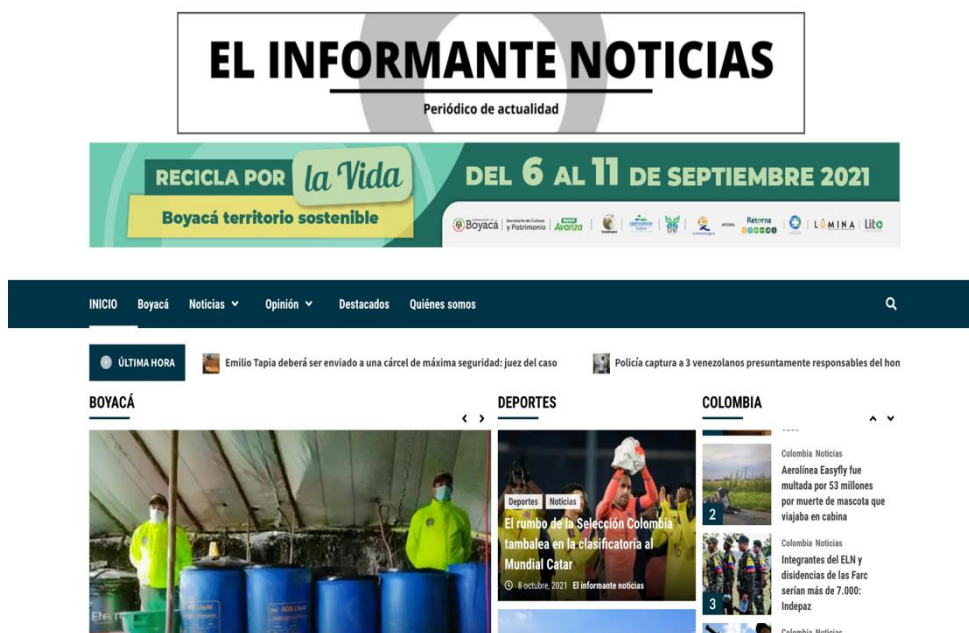 EL INFORMANTE NOTICIAS
Periódico de actualidad
RECICLA POR la Vida
Boyacá territorio sostenible
DEL 6 AL 11 DE SEPTIEMBRE 2021
Boyacá
Secretaría de Cultura
y Patrimonio
Avanza
Retorna
LÚMINA
Lito
INICIO
Boyacá
Noticias
Opinión
Destacados
Quiénes somos
ÚLTIMA HORA
Emilio Tapia deberá ser enviado a una cárcel de máxima seguridad: juez del caso
Policía captura a 3 venezolanos presuntamente responsables del hom
BOYACÁ
DEPORTES
Deportes Noticias
El rumbo de la Selección Colombia
tambalea en la clasificatoria al
Mundial Catar
8 octubre, 2021 El informante noticias
COLOMBIA
2
Colombia Noticias
Aerolínea Easyfly fue
multada por 53 millones
por muerte de mascota que
viajaba en cabina
3
Colombia Noticias
Integrantes del ELN y
disidencias de las Farc
serían más de 7.000:
Indepaz
Colombia Noticias